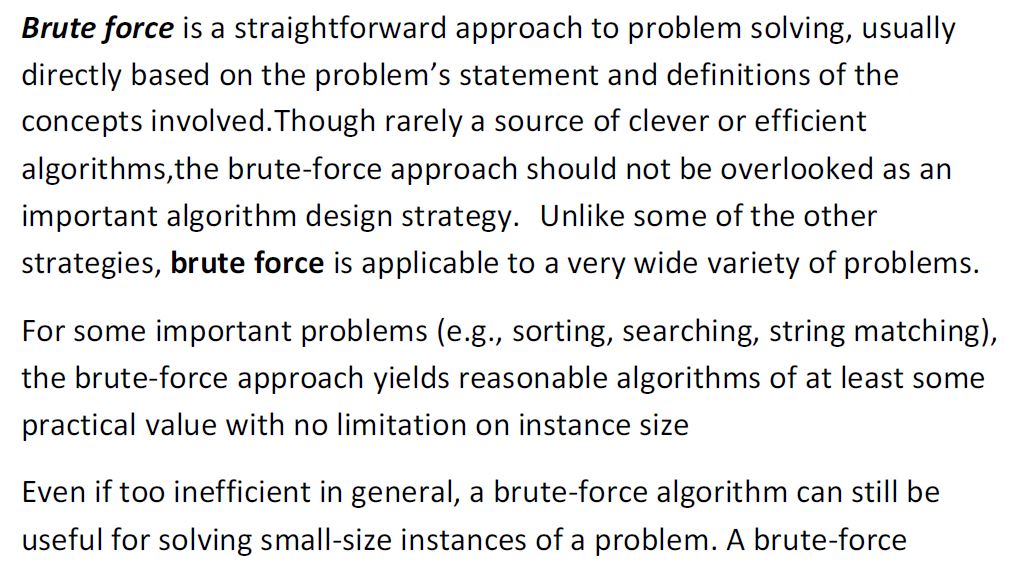 Brute force is a straightforward approach to problem solving, usually
directly based on the problem’s statement and definitions of the
concepts involved.Though rarely a source of clever or efficient
algorithms,the brute-force approach should not be overlooked as an
important algorithm design strategy.  Unlike some of the other
strategies, brute force is applicable to a very wide variety of problems.
For some important problems (e.g., sorting, searching, string matching),
the brute-force approach yields reasonable algorithms of at least some
practical value with no limitation on instance size
Even if too inefficient in general, a brute-force algorithm can still be
useful for solving small-size instances of a problem. A brute-force